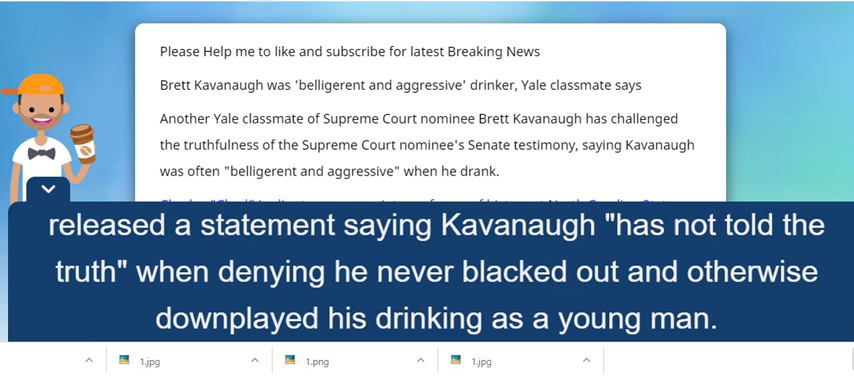 Please Help me to like and subscribe for latest Breaking News
Brett Kavanaugh was 'belligerent and aggressive' drinker, Yale classmate says
Another Yale classmate of Supreme Court nominee Brett Kavanaugh has challenged
the truthfulness of the Supreme Court nominee's Senate testimony, saying Kavanaugh
was often "belligerent and aggressive" when he drank.
released a statement saying Kavanaugh "has not told the
truth" when denying he never blacked out and otherwise
downplayed his drinking as a young man.
1.jpg
1.png
1.jpg